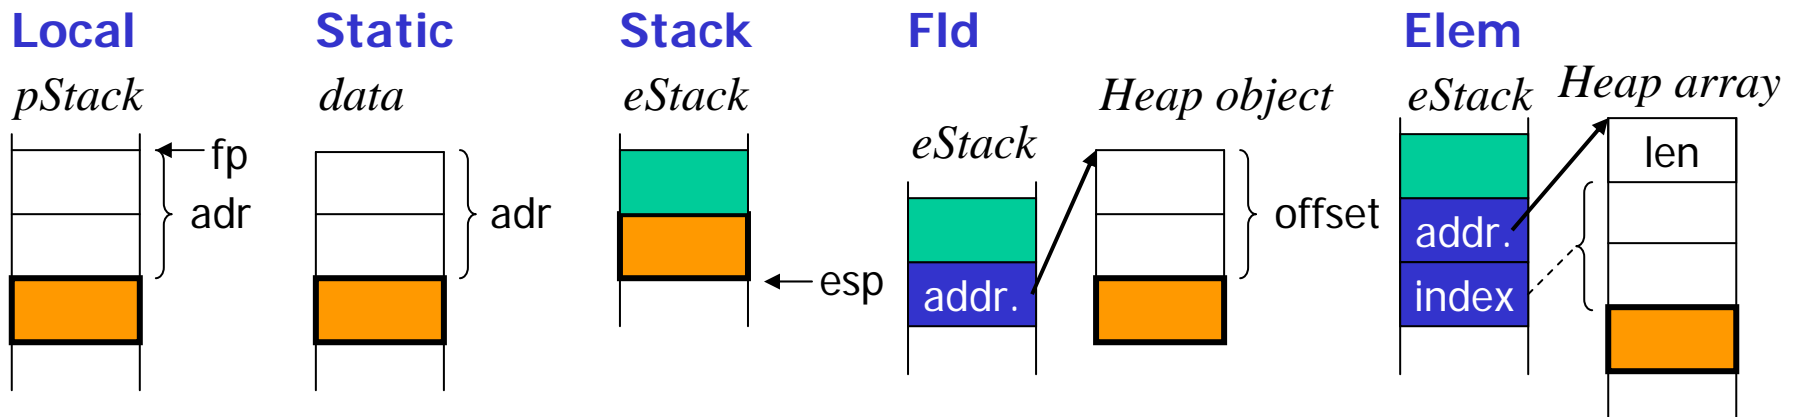 Local
pStack
fp
adr
Static
data
adr
Stack
eStack
esp
Fld
eStack
addr.
Heap object
offset
Elem
eStack
addr.
index
Heap array
len